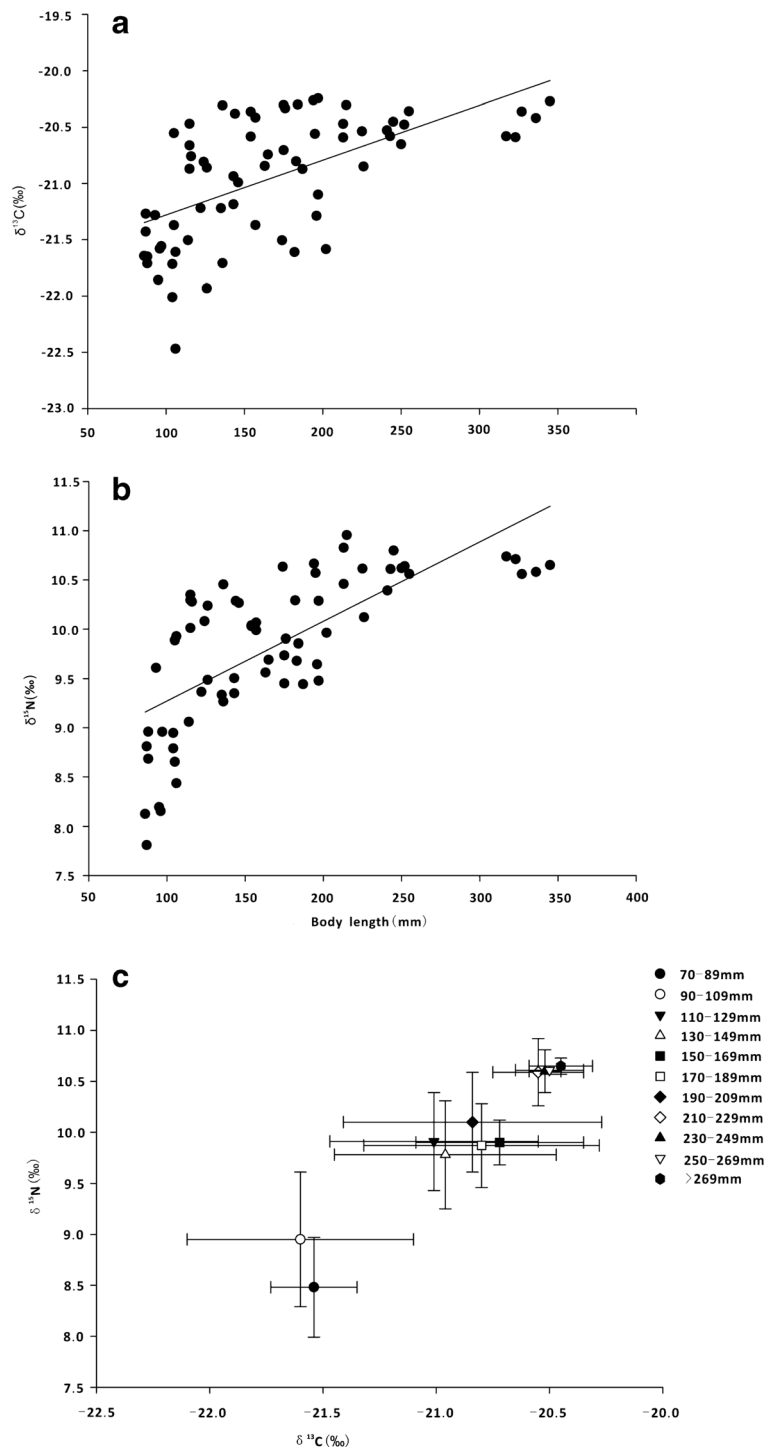 a
-19.5
-20.0
-20.5
-21.0
-21.5
-22.0
-22.5
-23.0
δ¹³C(‰)
50 100 150 200 250 300 350
b
11.5
11.0
10.5
10.0
9.5
9.0
8.5
8.0
7.5
δ¹⁵N(‰)
50 100 150 200 250 300 350 400
Body length(mm)
c
11.5
11.0
10.5
10.0
9.5
9.0
8.5
8.0
7.5
δ ¹⁵N (‰)
−22.5 −22.0 −21.5 −21.0 −20.5 −20.0
δ ¹³C(‰)
70−89mm
90−109mm
110−129mm
130−149mm
150−169mm
170−189mm
190−209mm
210−229mm
230−249mm
250−269mm
>269mm